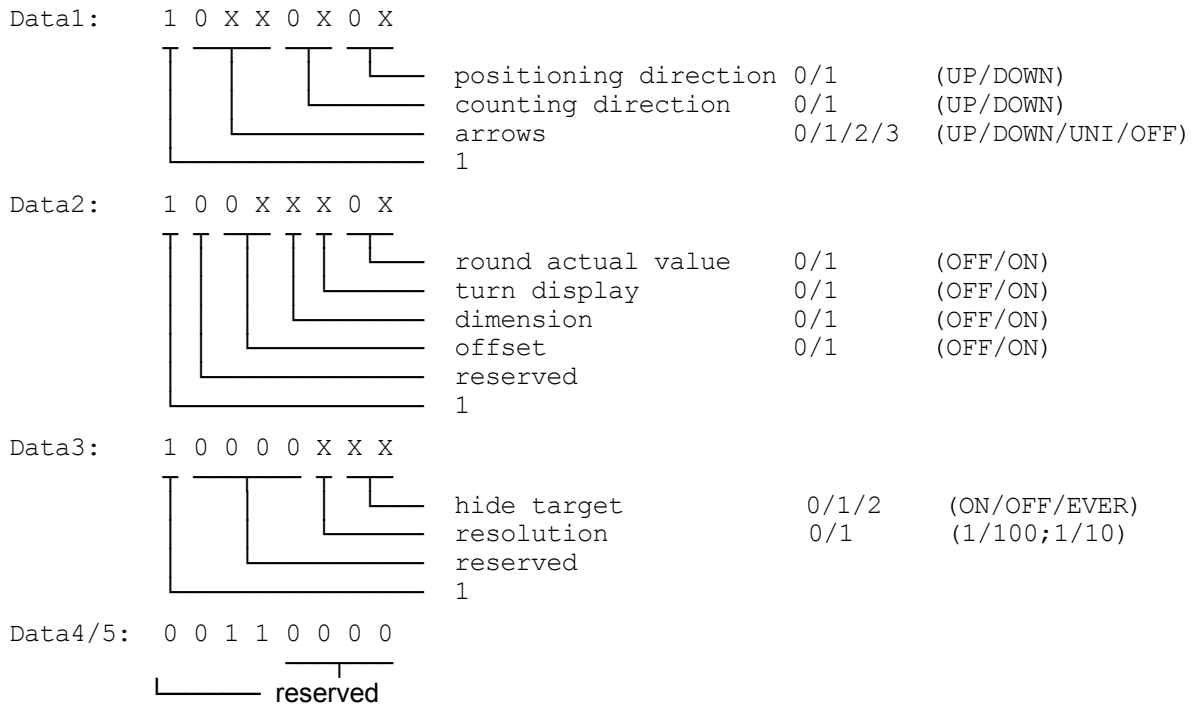 Data1: 1 0 X X 0 X 0 X
positioning direction 0/1 (UP/DOWN)
counting direction 0/1 (UP/DOWN)
arrows 0/1/2/3 (UP/DOWN/UNI/OFF)
1
Data2: 1 0 0 X X X 0 X
round actual value 0/1 (OFF/ON)
turn display 0/1 (OFF/ON)
dimension 0/1 (OFF/ON)
offset 0/1 (OFF/ON)
reserved
1
Data3: 1 0 0 0 0 X X X
hide target 0/1/2 (ON/OFF/EVER)
resolution 0/1 (1/100;1/10)
reserved
1
Data4/5: 0 0 1 1 0 0 0 0
reserved